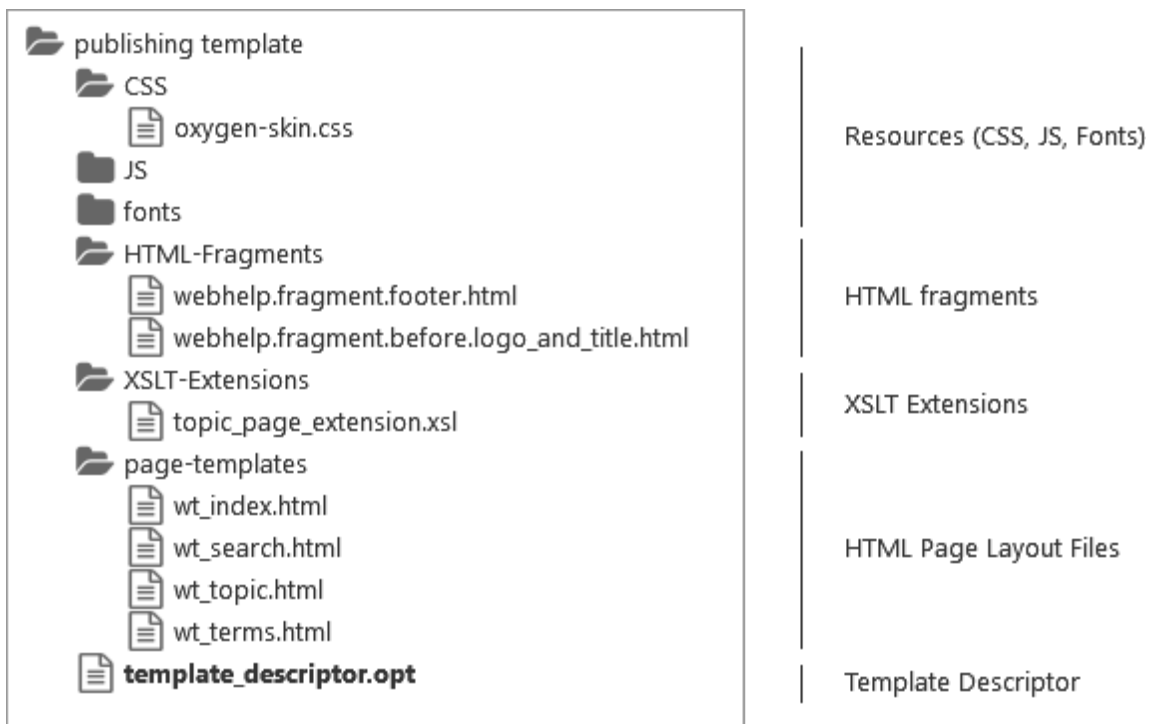 publishing template
CSS
oxygen-skin.css
JS
fonts
HTML-Fragments
webhelp.fragment.footer.html
webhelp.fragment.before.logo_and_title.html
XSLT-Extensions
topic_page_extension.xsl
page-templates
wt_index.html
wt_search.html
wt_topic.html
wt_terms.html
template_descriptor.opt
Resources (CSS, JS, Fonts)
HTML fragments
XSLT Extensions
HTML Page Layout Files
Template Descriptor